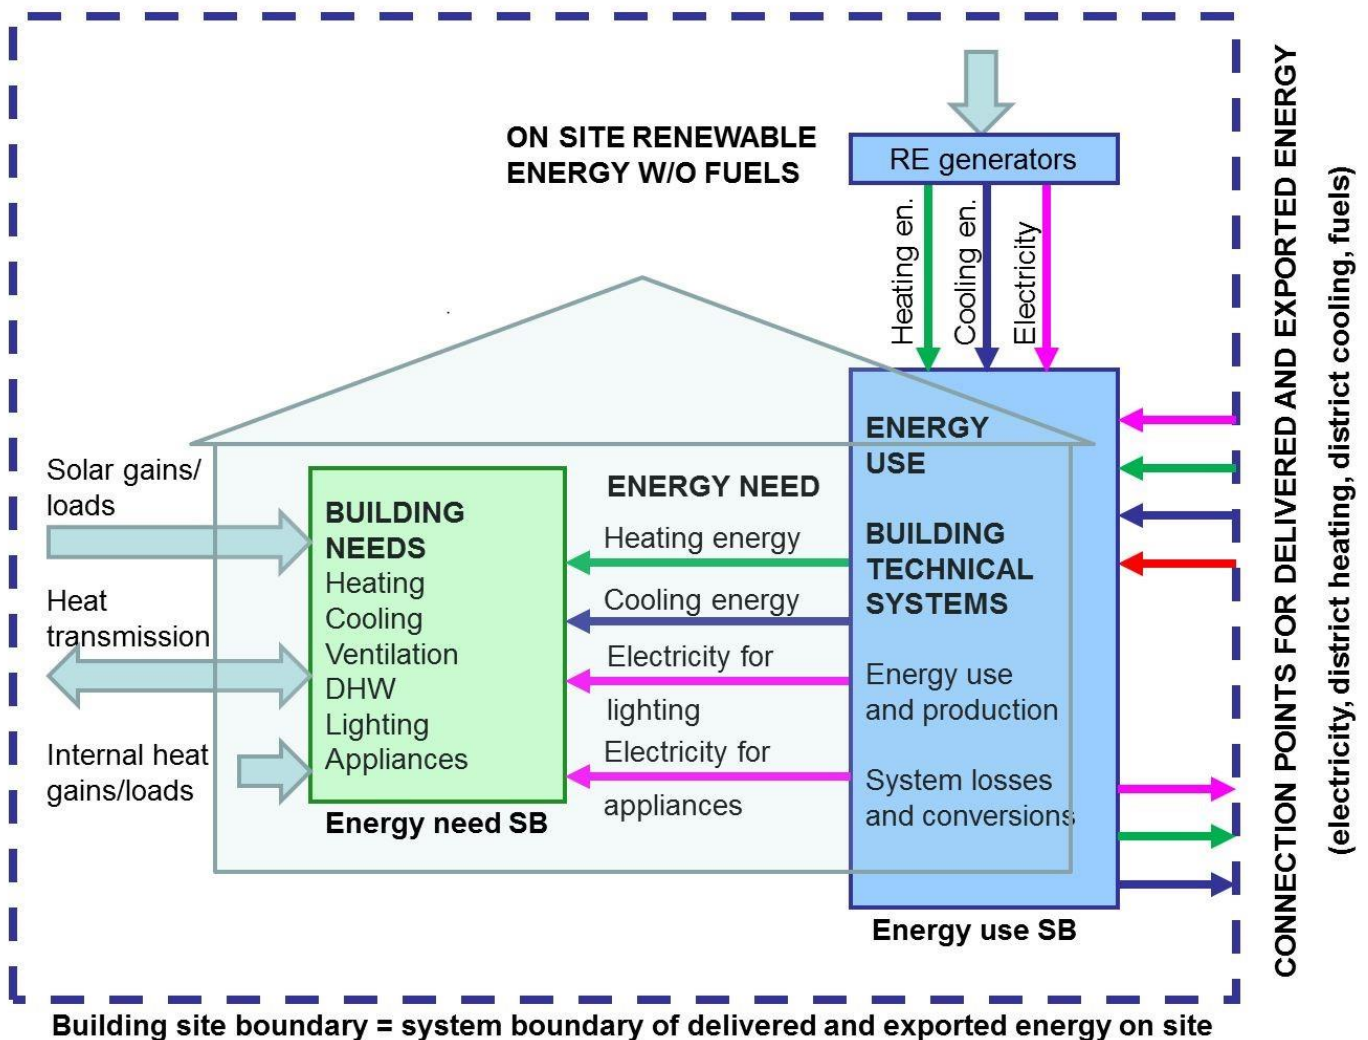 ON SITE RENEWABLE
ENERGY W/O FUELS
RE generators
Heating en.
Cooling en.
Electricity
Solar gains/
loads
Heat
transmission
Internal heat
gains/loads
BUILDING
NEEDS
Heating
Cooling
Ventilation
DHW
Lighting
Appliances
Energy need SB
ENERGY NEED
Heating energy
Cooling energy
Electricity for
lighting
Electricity for
appliances
ENERGY
USE
BUILDING
TECHNICAL
SYSTEMS
Energy use
and production
System losses
and conversions
Energy use SB
CONNECTION POINTS FOR DELIVERED AND EXPORTED ENERGY
(electricity, district heating, district cooling, fuels)
Building site boundary = system boundary of delivered and exported energy on site